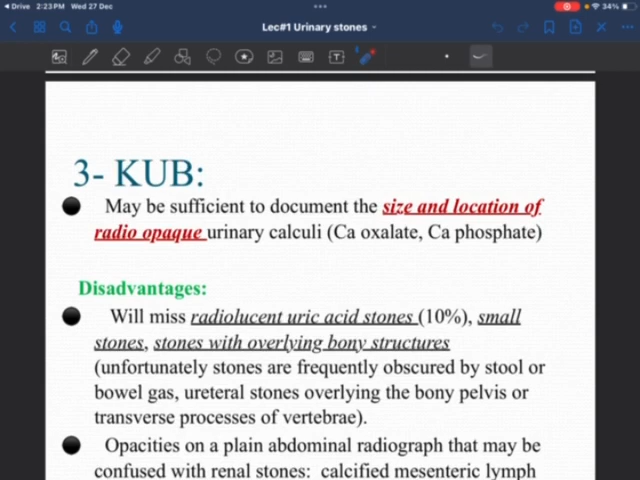 Drive 2:23 PM Wed 27 Dec
34%
Lec#1 Urinary stones
3- KUB:
May be sufficient to document the size and location of
radio opaque urinary calculi (Ca oxalate, Ca phosphate)
Disadvantages:
Will miss radiolucent uric acid stones (10%), small
stones, stones with overlying bony structures
(unfortunately stones are frequently obscured by stool or
bowel gas, ureteral stones overlying the bony pelvis or
transverse processes of vertebrae).
Opacities on a plain abdominal radiograph that may be
confused with renal stones: calcified mesenteric lymph